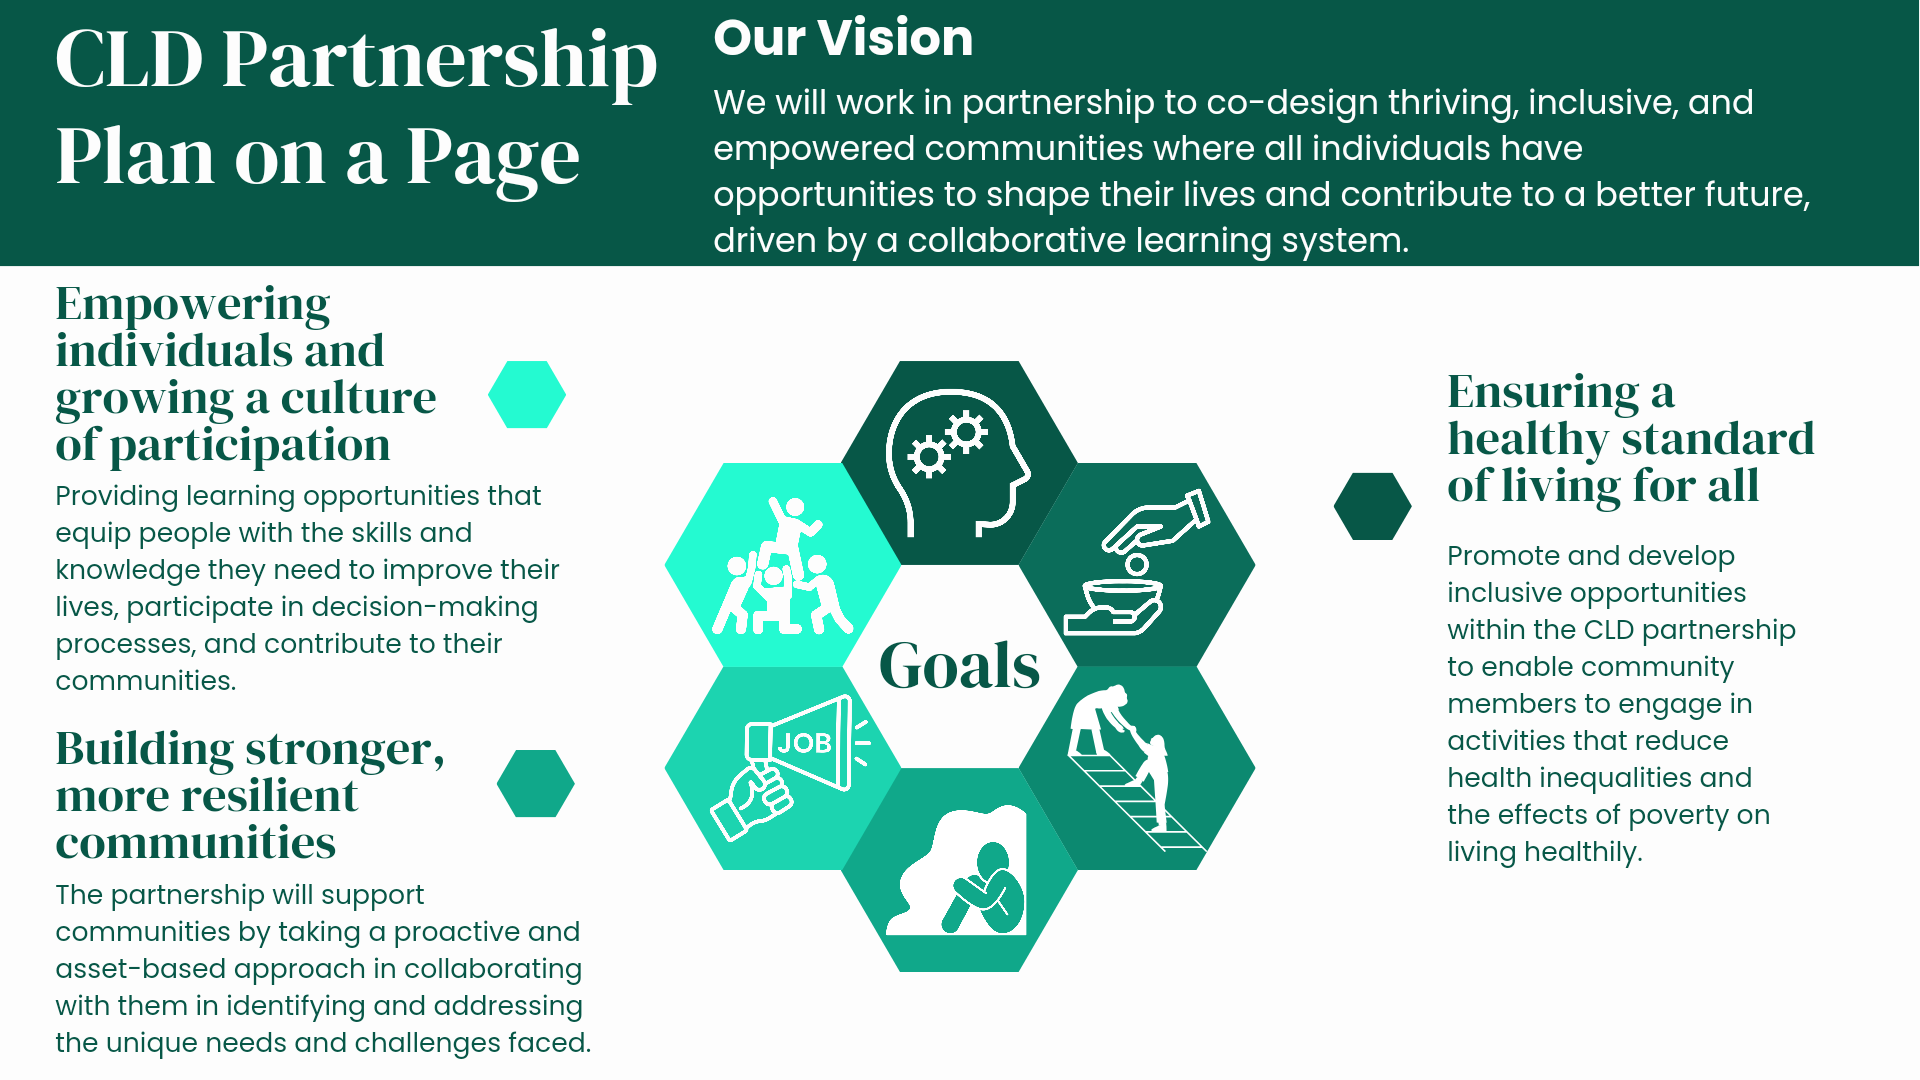 CLD Partnership
Plan on a Page
Our Vision
We will work in partnership to co-design thriving, inclusive, and
empowered communities where all individuals have
opportunities to shape their lives and contribute to a better future,
driven by a collaborative learning system.
Empowering
individuals and
growing a culture
of participation
Providing learning opportunities that
equip people with the skills and
knowledge they need to improve their
lives, participate in decision-making
processes, and contribute to their
communities.
Building stronger,
more resilient
communities
The partnership will support
communities by taking a proactive and
asset-based approach in collaborating
with them in identifying and addressing
the unique needs and challenges faced.
Goals
JOB
Ensuring a
healthy standard
of living for all
Promote and develop
inclusive opportunities
within the CLD partnership
to enable community
members to engage in
activities that reduce
health inequalities and
the effects of poverty on
living healthily.